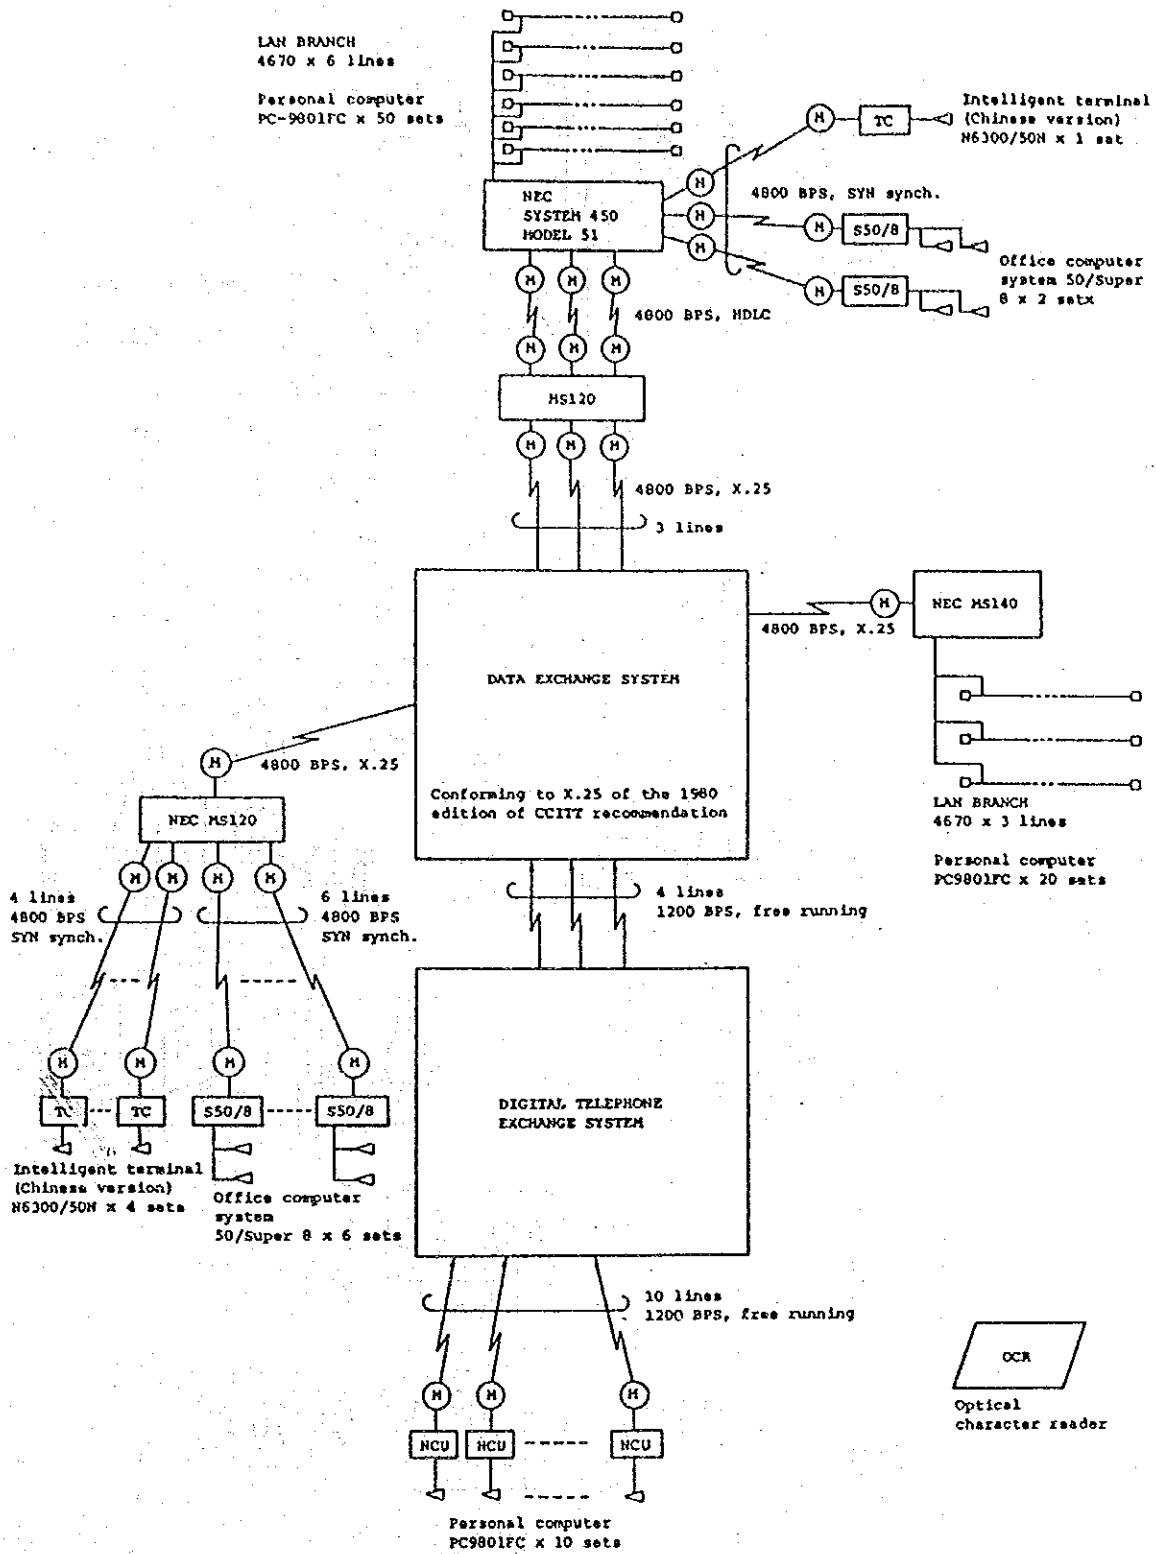 LAN BRANCH
4670 x 6 lines
Personal computer
PC-9801FC x 50 sets
Intelligent terminal
(Chinese version)
N6300/50N x 1 set
M
TC
NEC
SYSTEM 450
MODEL 51
M
M
M
4800 BPS, SYN synch.
M
S50/8
M
S50/8
Office computer
system 50/Super
8 x 2 setx
M
M
M
4800 BPS, HDLC
M
M
M
MS120
M
M
M
4800 BPS, X.25
3 lines
M
NEC MS140
4800 BPS, X.25
DATA EXCHANGE SYSTEM
Conforming to X.25 of the 1980
edition of CCITT recommendation
LAN BRANCH
4670 x 3 lines
Personal computer
PC9801FC x 20 sets
M
4800 BPS, X.25
NEC MS120
M
M
M
M
4 lines
4800 BPS
SYN synch.
6 lines
4800 BPS
SYN synch.
4 lines
1200 BPS, free running
M
M
M
M
TC
TC
S50/8
S50/8
Intelligent terminal
(Chinese version)
N6300/50N x 4 sets
Office computer
system
50/Super 8 x 6 sets
DIGITAL TELEPHONE
EXCHANGE SYSTEM
10 lines
1200 BPS, free running
M
M
M
NCU
NCU
NCU
Personal computer
PC9801FC x 10 sets
OCR
Optical
character reader